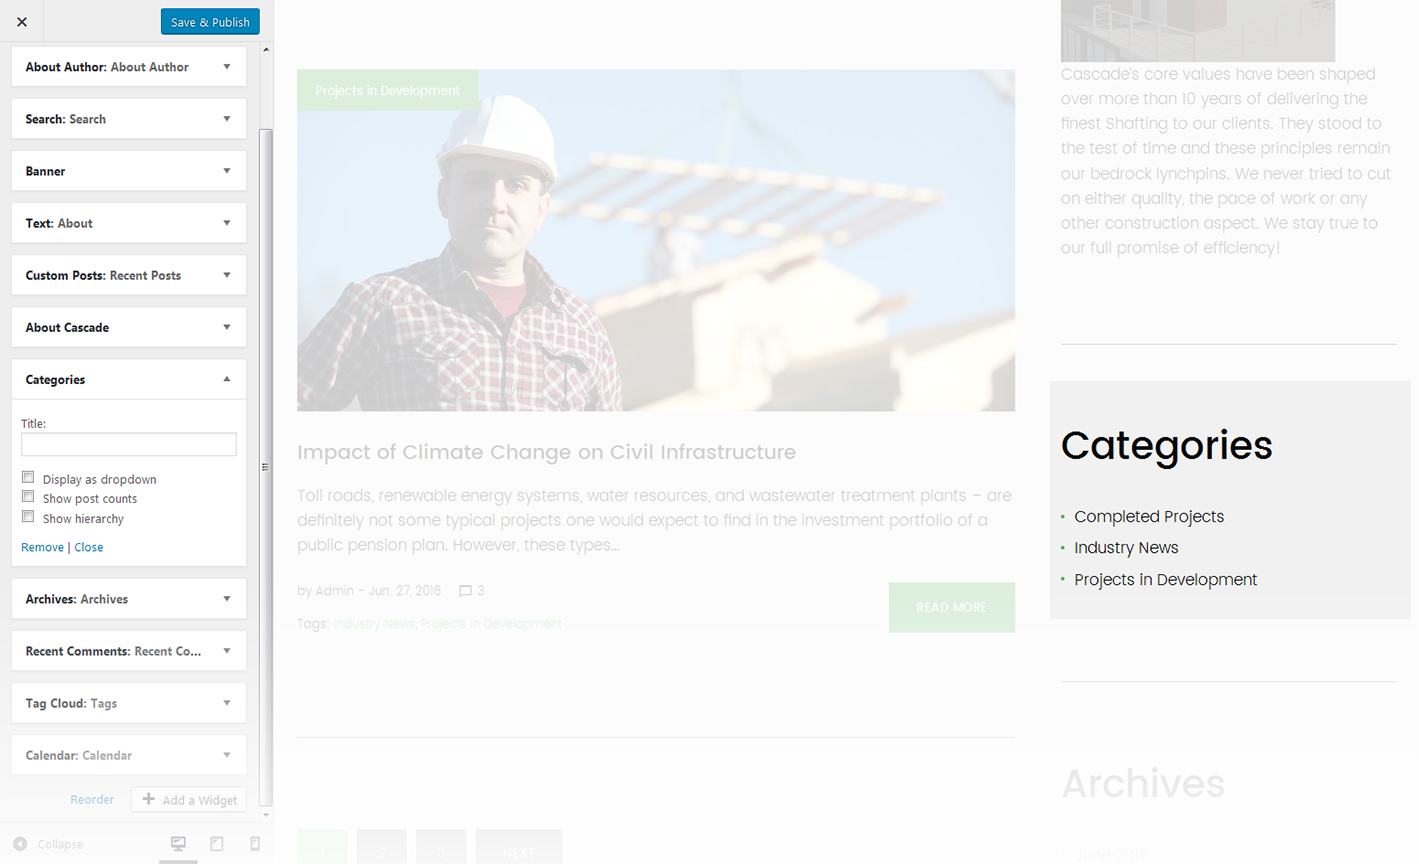 Save & Publish
About Author: About Author
Search: Search
Banner
Text: About
Custom Posts: Recent Posts
About Cascade
Categories
Title:
Display as dropdown
Show post counts
Show hierarchy
Remove | Close
Archives: Archives
Recent Comments: Recent Co...
Tag Cloud: Tags
Calendar: Calendar
Reorder
Add a Widget
Collapse
Projects in Development
Impact of Climate Change on Civil Infrastructure
Toll roads, renewable energy systems, water resources, and wastewater treatment plants – are
definitely not some typical projects one would expect to find in the investment portfolio of a
public pension plan. However, these types...
by Admin - Jun. 27, 2016 3
READ MORE
Tags: Industry News, Projects in Development
2 3 NEXT
Cascade's core values have been shaped
over more than 10 years of delivering the
finest Shafting to our clients. They stood to
the test of time and these principles remain
our bedrock lynchpins. We never tried to cut
on either quality, the pace of work or any
other construction aspect. We stay true to
our full promise of efficiency!
Categories
Completed Projects
Industry News
Projects in Development
Archives
June 2016